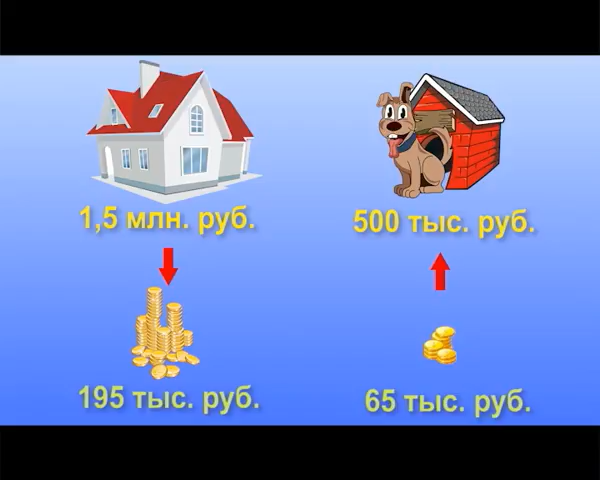 1,5 млн. руб.
500 тыс. руб.
195 тыс. руб.
65 тыс. руб.